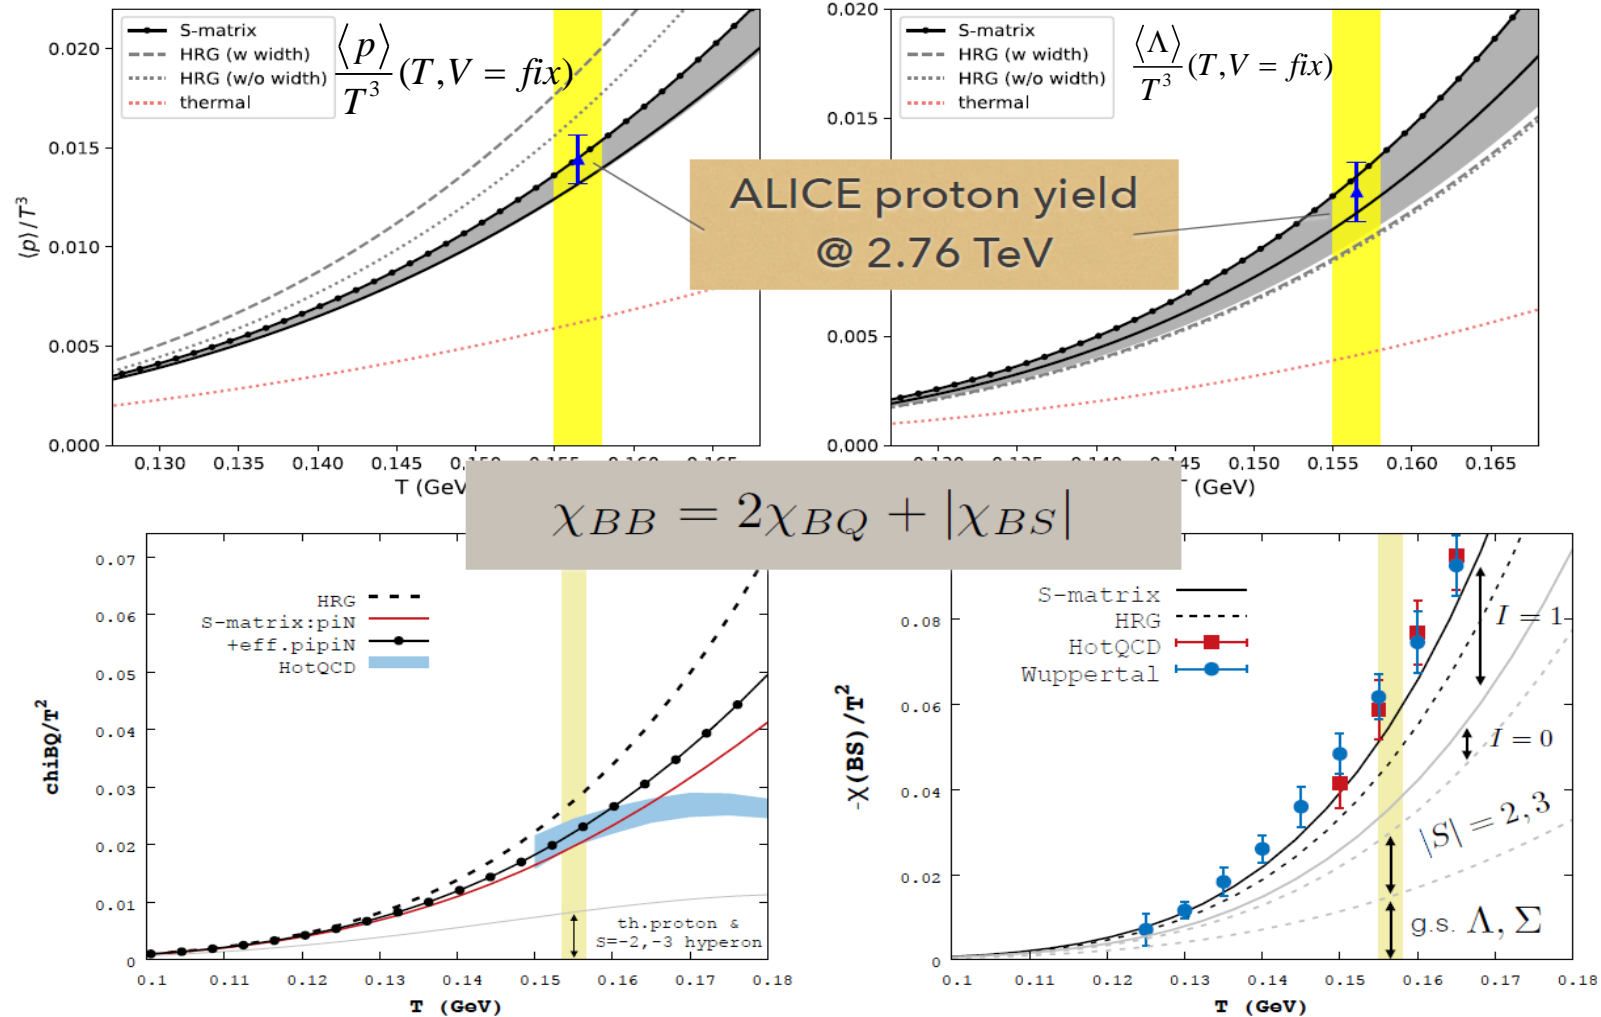 0.020
0.015
0.010
0.005
0.000
⟨p⟩/T³
S-matrix
HRG (w width)
HRG (w/o width)
thermal
⟨p⟩/T³ (T,V = fix)
0.130 0.135 0.140 0.145 0.165
T (GeV
0.020
0.015
0.005
0.000
S-matrix
HRG (w width)
HRG (w/o width)
thermal
⟨Λ⟩/T³ (T,V = fix)
0.150 0.155 0.160 0.165
(GeV)
ALICE proton yield
@ 2.76 TeV
χ_BB = 2χ_BQ + |χ_BS|
0.07
0.06
0.05
0.04
0.03
0.02
0.01
0
chiBQ/T²
HRG
S-matrix:piN
+eff.pipiN
HotQCD
th.proton &
S=-2,-3 hyperon
0.1 0.11 0.12 0.13 0.14 0.15 0.16 0.17 0.18
T (GeV)
0.08
0.06
0.04
0.02
0
-χ(BS)/T²
S-matrix
HRG
HotQCD
Wuppertal
I = 1
I = 0
|S| = 2,3
g.s. Λ, Σ
0.1 0.11 0.12 0.13 0.14 0.15 0.16 0.17 0.18
T (GeV)